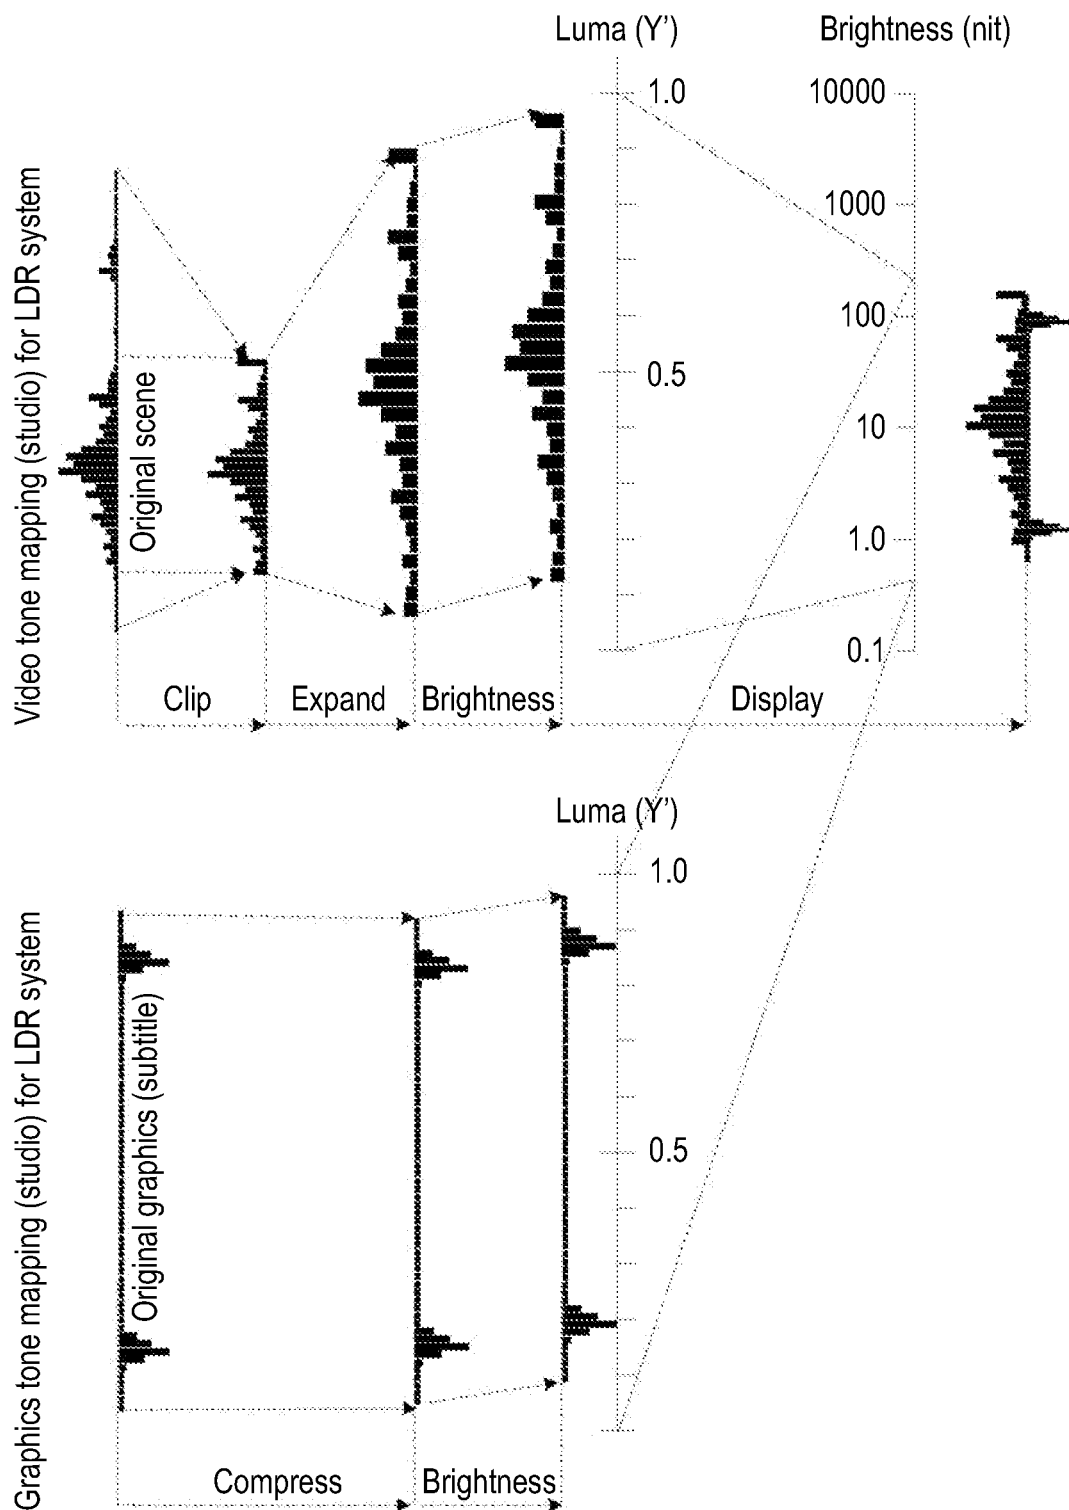 Video tone mapping (studio) for LDR system
Luma (Y’)
Brightness (nit)
1.0
0.5
10000
1000
100
10
1.0
0.1
Original scene
Clip
Expand
Brightness
Display
Graphics tone mapping (studio) for LDR system
Luma (Y’)
1.0
0.5
Original graphics (subtitle)
Compress
Brightness